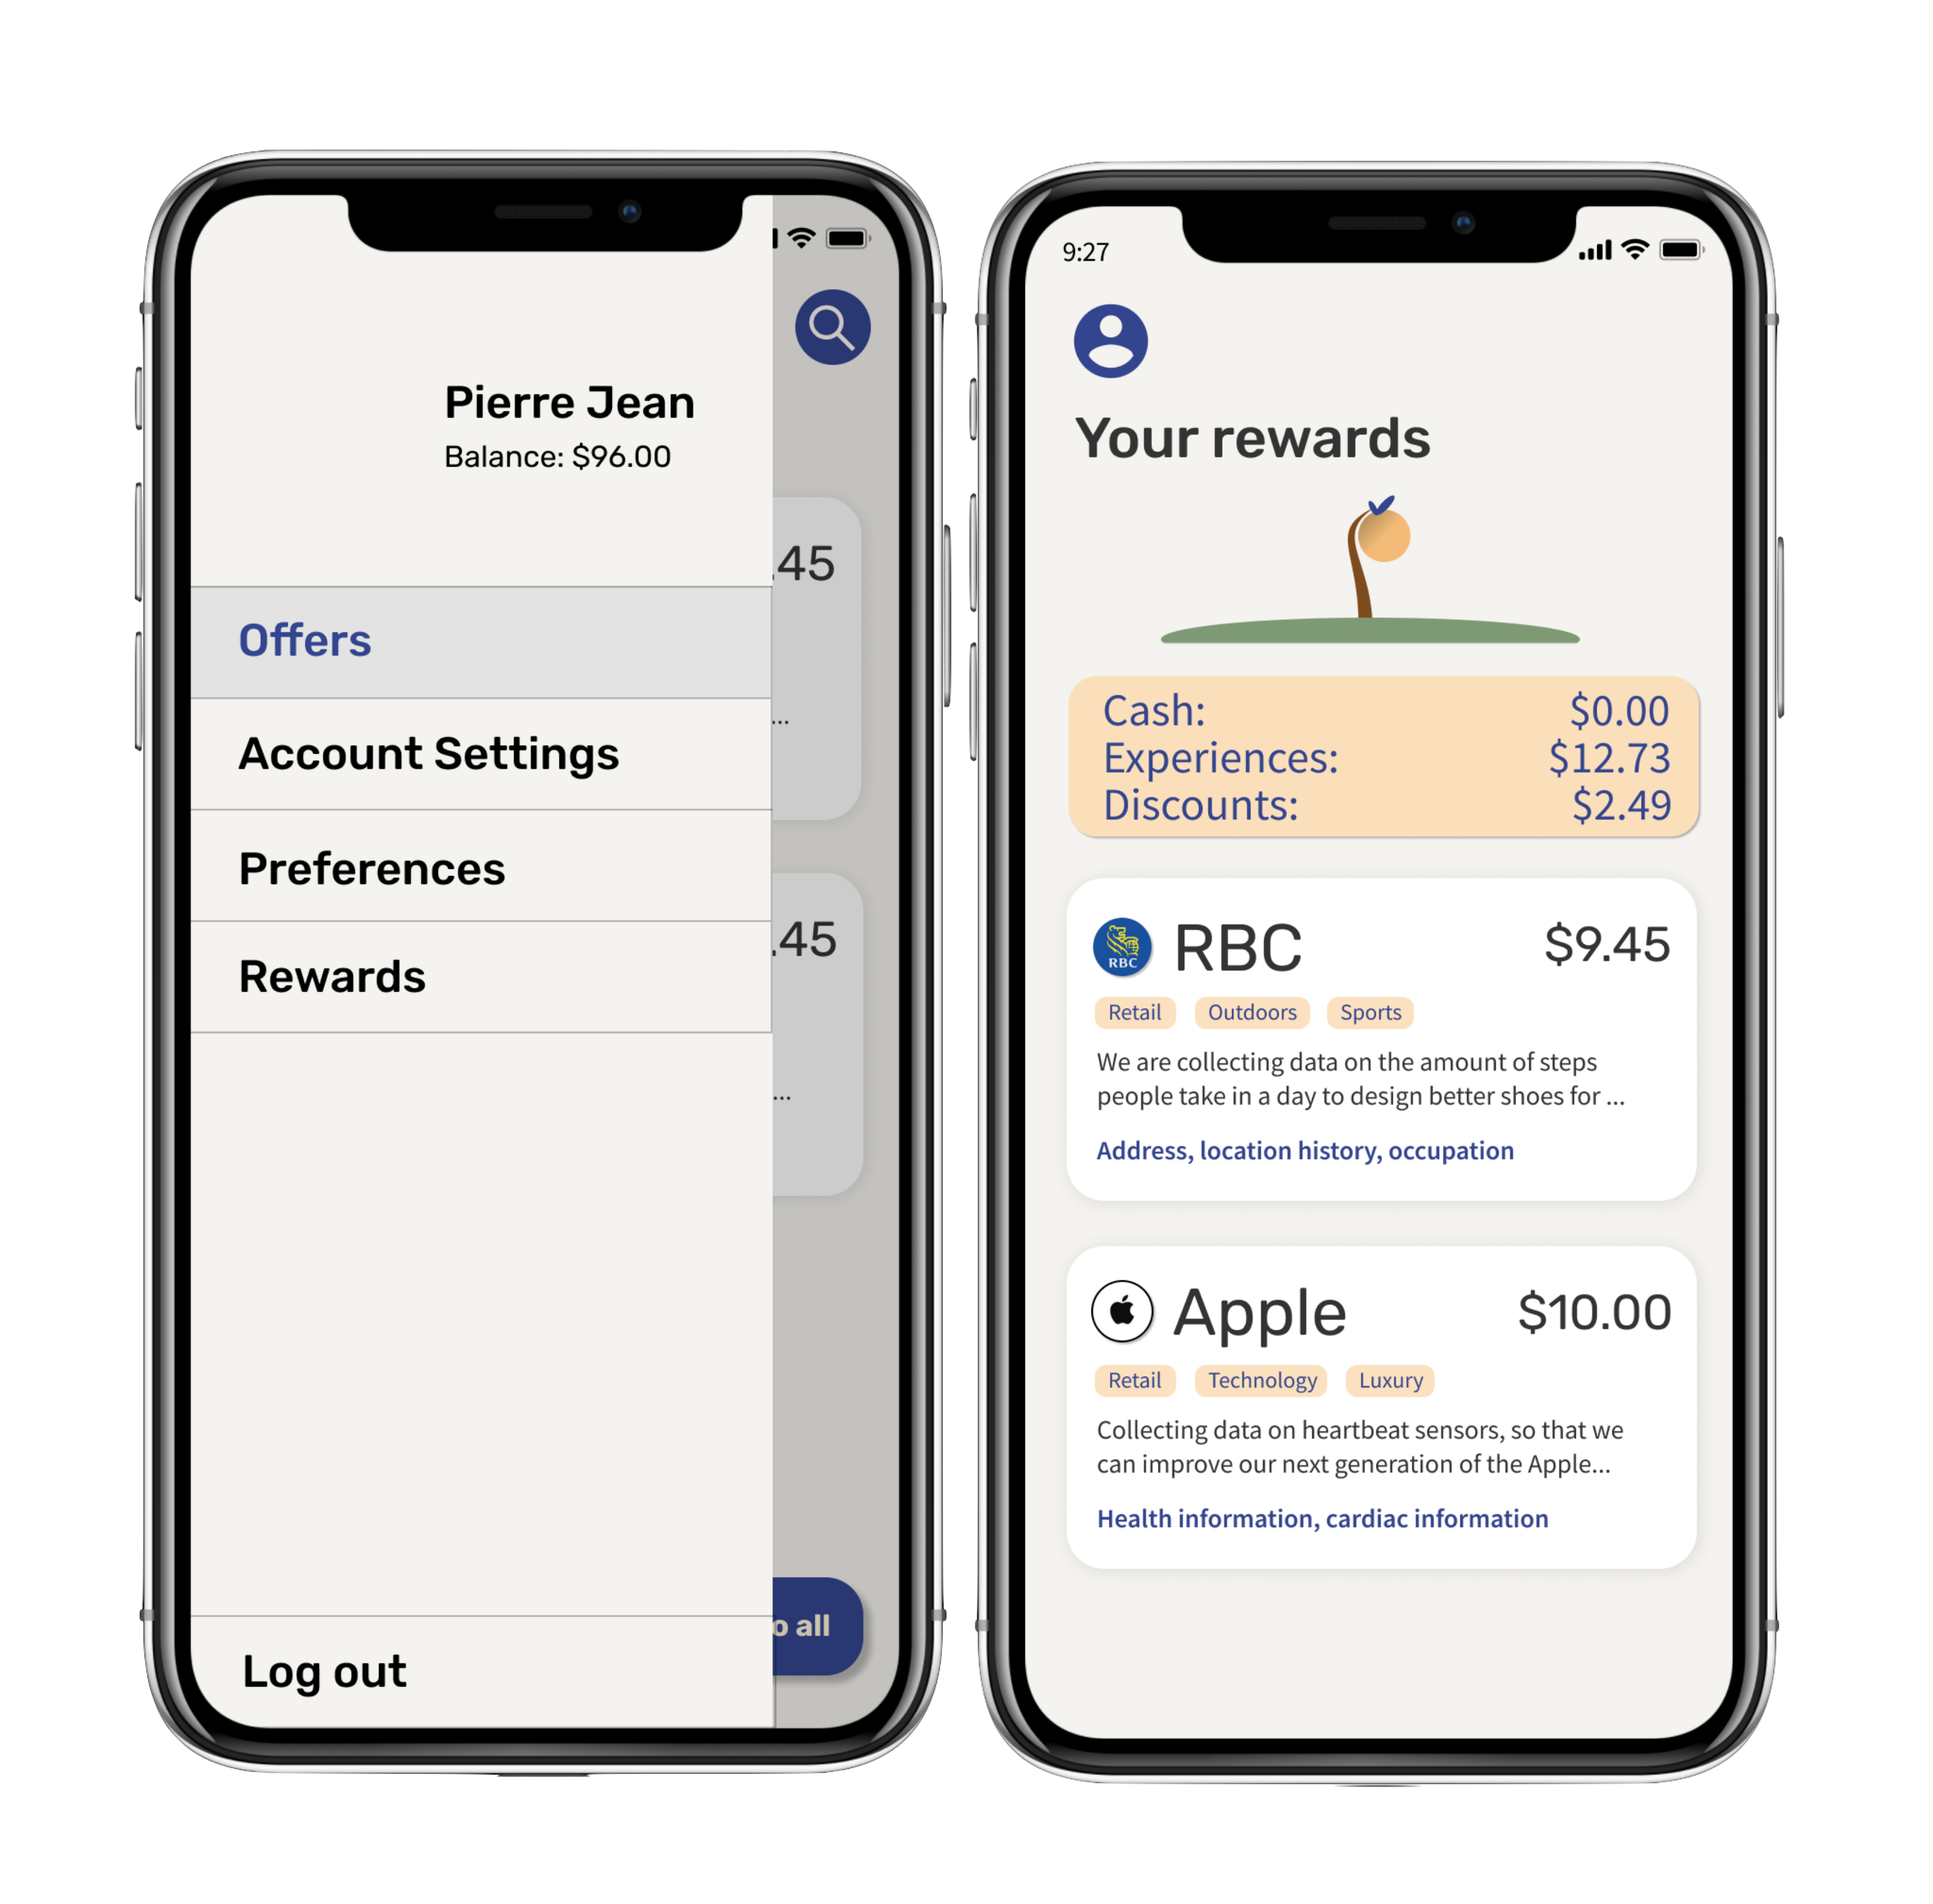 Pierre Jean
Balance: $96.00
.45
Offers
...
Account Settings
Preferences
.45
Rewards
...
o all
Log out
9:27
Your rewards
Cash: $0.00
Experiences: $12.73
Discounts: $2.49
RBC RBC $9.45
Retail Outdoors Sports
We are collecting data on the amount of steps
people take in a day to design better shoes for ...
Address, location history, occupation
Apple $10.00
Retail Technology Luxury
Collecting data on heartbeat sensors, so that we
can improve our next generation of the Apple...
Health information, cardiac information